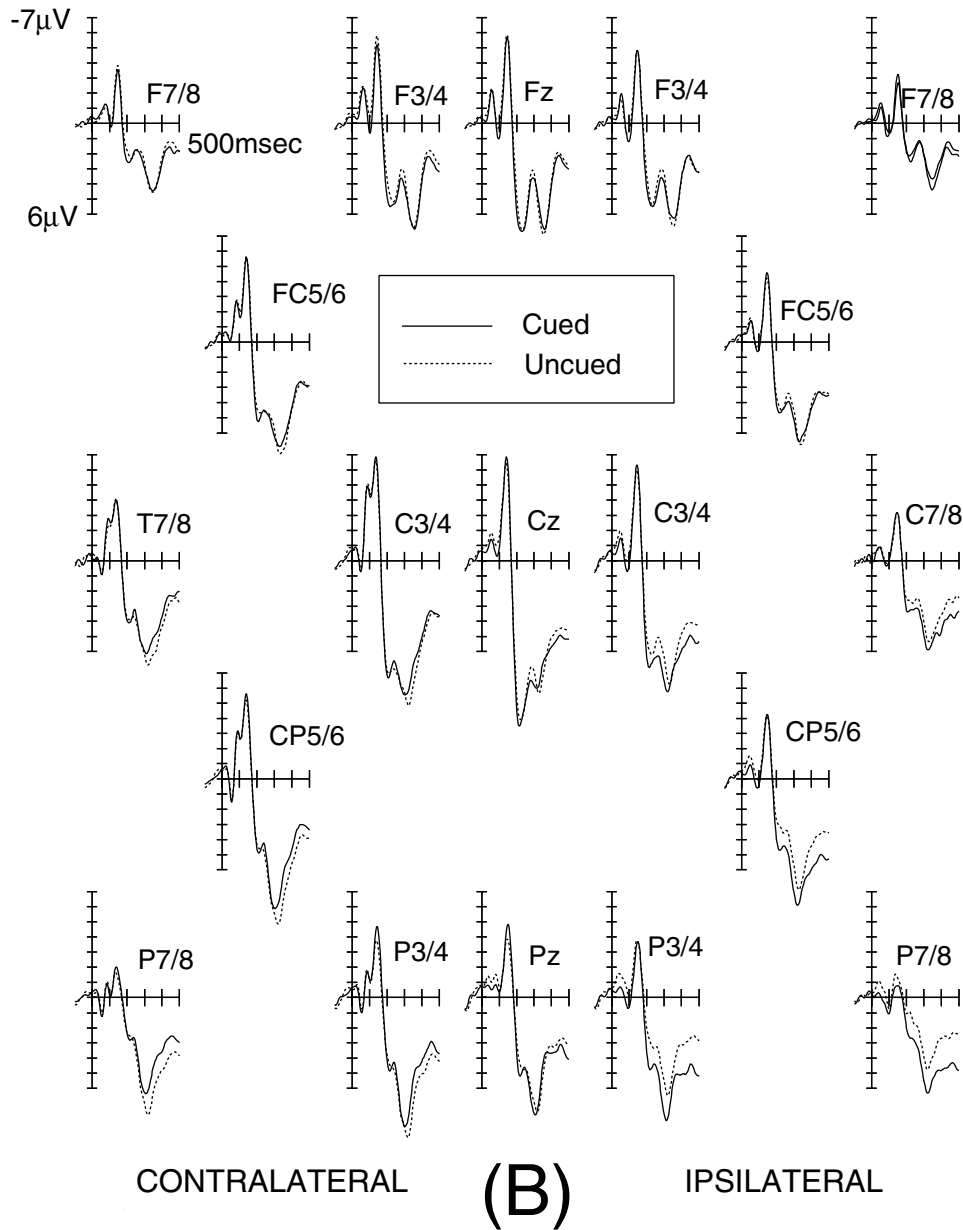 -7μV
F7/8
F3/4
Fz
F3/4
F7/8
500msec
6μV
FC5/6
FC5/6
Cued
Uncued
T7/8
C3/4
Cz
C3/4
C7/8
CP5/6
CP5/6
P7/8
P3/4
Pz
P3/4
P7/8
CONTRALATERAL
(B)
IPSILATERAL